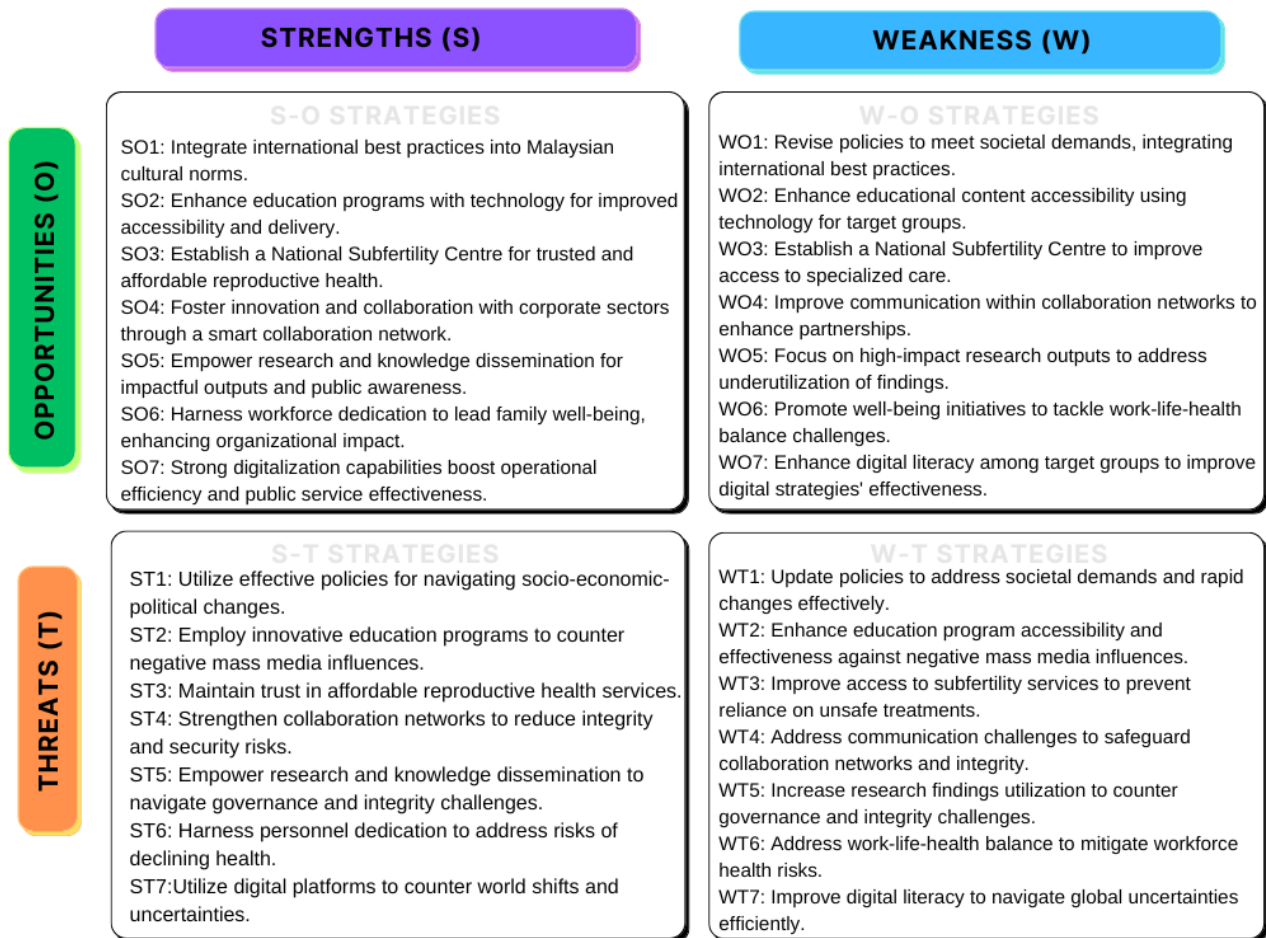 STRENGTHS (S)
WEAKNESS (W)
OPPORTUNITIES (O)
S-O STRATEGIES
SO1: Integrate international best practices into Malaysian
cultural norms.
SO2: Enhance education programs with technology for improved
accessibility and delivery.
SO3: Establish a National Subfertility Centre for trusted and
affordable reproductive health.
SO4: Foster innovation and collaboration with corporate sectors
through a smart collaboration network.
SO5: Empower research and knowledge dissemination for
impactful outputs and public awareness.
SO6: Harness workforce dedication to lead family well-being,
enhancing organizational impact.
SO7: Strong digitalization capabilities boost operational
efficiency and public service effectiveness.
W-O STRATEGIES
WO1: Revise policies to meet societal demands, integrating
international best practices.
WO2: Enhance educational content accessibility using
technology for target groups.
WO3: Establish a National Subfertility Centre to improve
access to specialized care.
WO4: Improve communication within collaboration networks to
enhance partnerships.
WO5: Focus on high-impact research outputs to address
underutilization of findings.
WO6: Promote well-being initiatives to tackle work-life-health
balance challenges.
WO7: Enhance digital literacy among target groups to improve
digital strategies' effectiveness.
THREATS (T)
S-T STRATEGIES
ST1: Utilize effective policies for navigating socio-economic-
political changes.
ST2: Employ innovative education programs to counter
negative mass media influences.
ST3: Maintain trust in affordable reproductive health services.
ST4: Strengthen collaboration networks to reduce integrity
and security risks.
ST5: Empower research and knowledge dissemination to
navigate governance and integrity challenges.
ST6: Harness personnel dedication to address risks of
declining health.
ST7:Utilize digital platforms to counter world shifts and
uncertainties.
W-T STRATEGIES
WT1: Update policies to address societal demands and rapid
changes effectively.
WT2: Enhance education program accessibility and
effectiveness against negative mass media influences.
WT3: Improve access to subfertility services to prevent
reliance on unsafe treatments.
WT4: Address communication challenges to safeguard
collaboration networks and integrity.
WT5: Increase research findings utilization to counter
governance and integrity challenges.
WT6: Address work-life-health balance to mitigate workforce
health risks.
WT7: Improve digital literacy to navigate global uncertainties
efficiently.